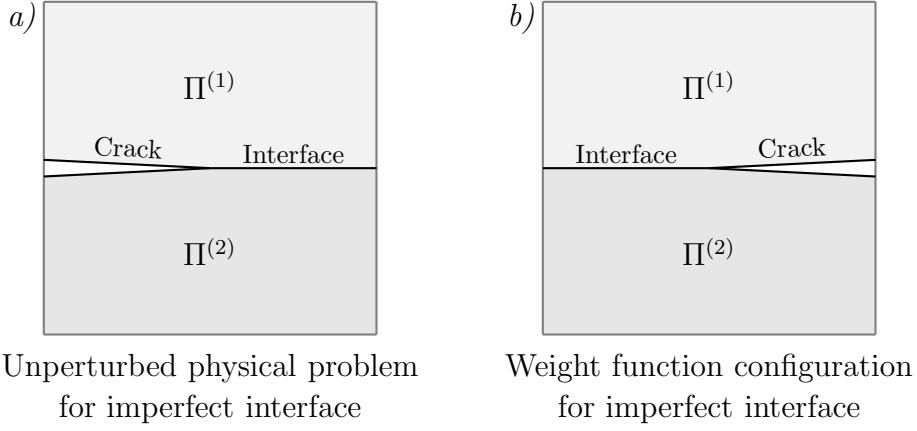 a)
Π(1)
Crack
Interface
Π(2)
Unperturbed physical problem
for imperfect interface
b)
Π(1)
Interface
Crack
Π(2)
Weight function configuration
for imperfect interface